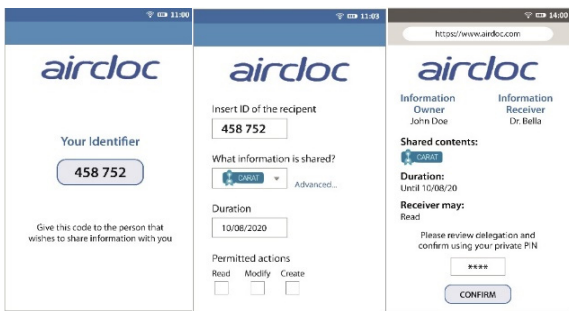 11:00
airdoc
Your Identifier
458 752
Give this code to the person that
wishes to share information with you
11:03
airdoc
Insert ID of the recipent
458 752
What information is shared?
CARAT
Advanced...
Duration
10/08/2020
Permitted actions
Read Modify Create
14:00
https://www.airdoc.com
airdoc
Information Information
Owner Receiver
John Doe Dr. Bella
Shared contents:
CARAT
Duration:
Until 10/08/20
Receiver may:
Read
Please review delegation and
confirm using your private PIN
****
CONFIRM